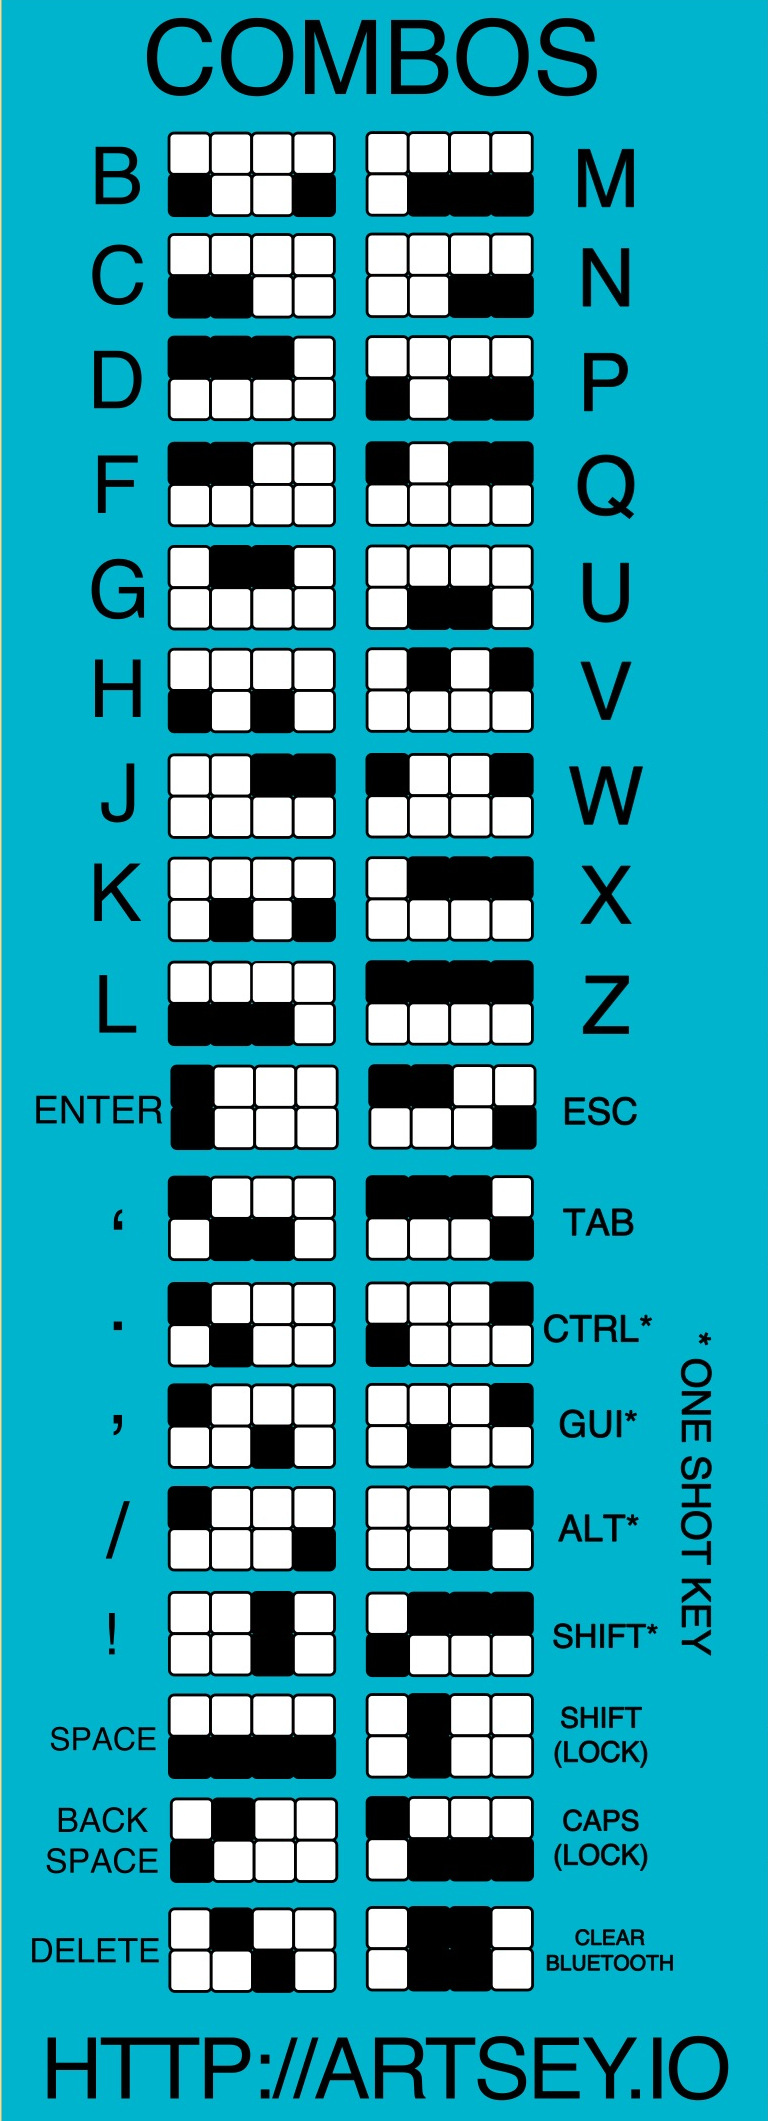 COMBOS
B M
C N
D P
F Q
G U
H V
J W
K X
L Z
ENTER ESC
‘ TAB
. CTRL*
, GUI*
/ ALT*
! SHIFT*
* ONE SHOT KEY
SPACE SHIFT
(LOCK)
BACK CAPS
SPACE (LOCK)
DELETE CLEAR
BLUETOOTH
HTTP://ARTSEY.IO